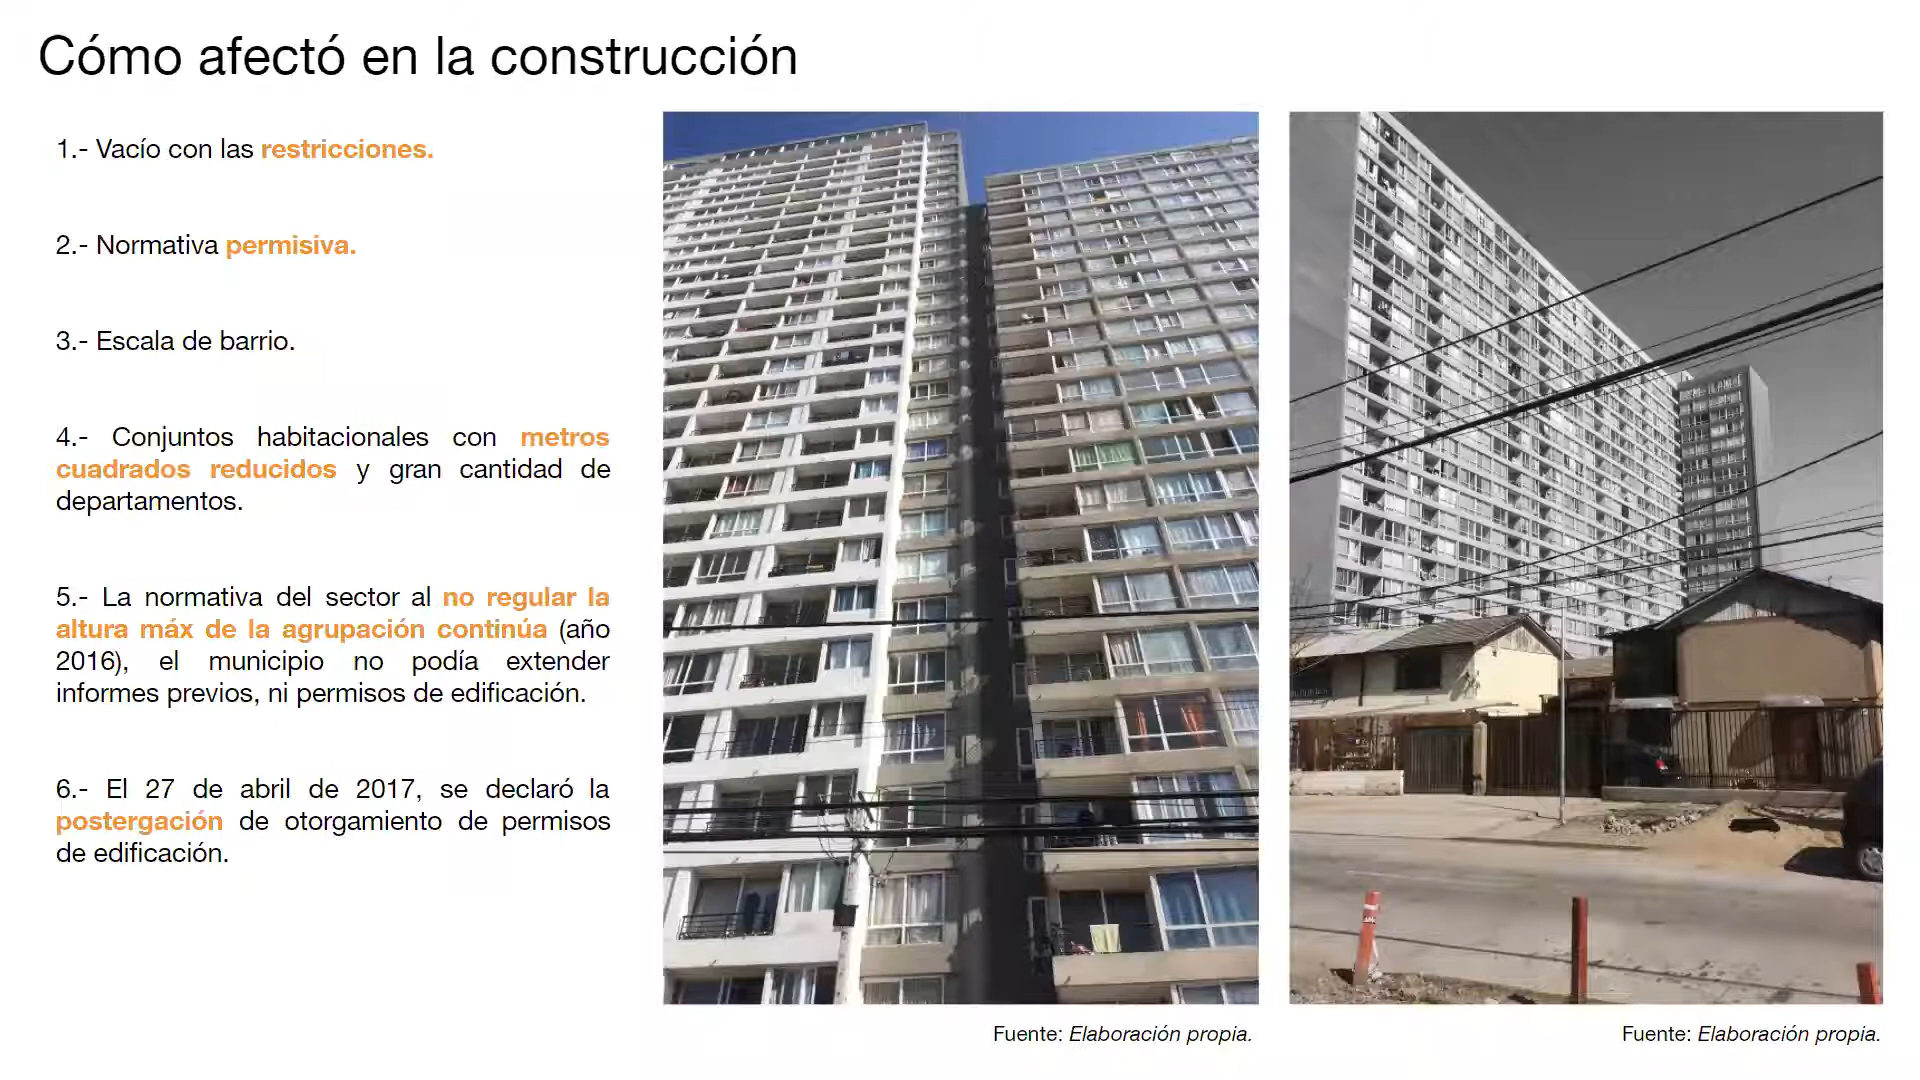 Cómo afectó en la construcción
1.- Vacío con las restricciones.
2.- Normativa permisiva.
3.- Escala de barrio.
4.- Conjuntos habitacionales con metros
cuadrados reducidos y gran cantidad de
departamentos.
5.- La normativa del sector al no regular la
altura máx de la agrupación continúa (año
2016), el municipio no podía extender
informes previos, ni permisos de edificación.
6.- El 27 de abril de 2017, se declaró la
postergación de otorgamiento de permisos
de edificación.
Fuente: Elaboración propia.
Fuente: Elaboración propia.